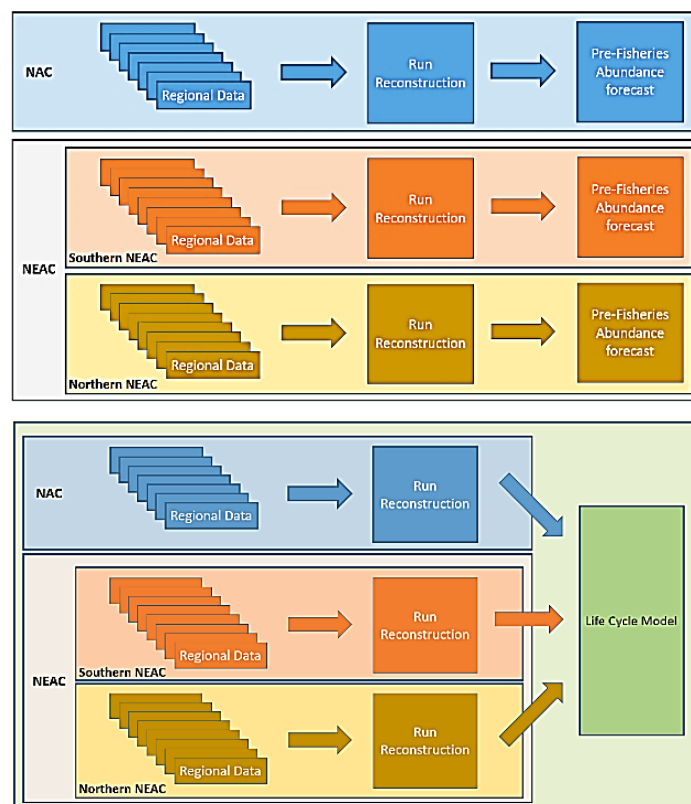 NAC
Regional Data
Run
Reconstruction
Pre-Fisheries
Abundance
forecast
NEAC
Regional Data
Southern NEAC
Run
Reconstruction
Pre-Fisheries
Abundance
forecast
Regional Data
Northern NEAC
Run
Reconstruction
Pre-Fisheries
Abundance
forecast
NAC
Regional Data
Run
Reconstruction
Life Cycle Model
NEAC
Regional Data
Southern NEAC
Run
Reconstruction
Regional Data
Northern NEAC
Run
Reconstruction